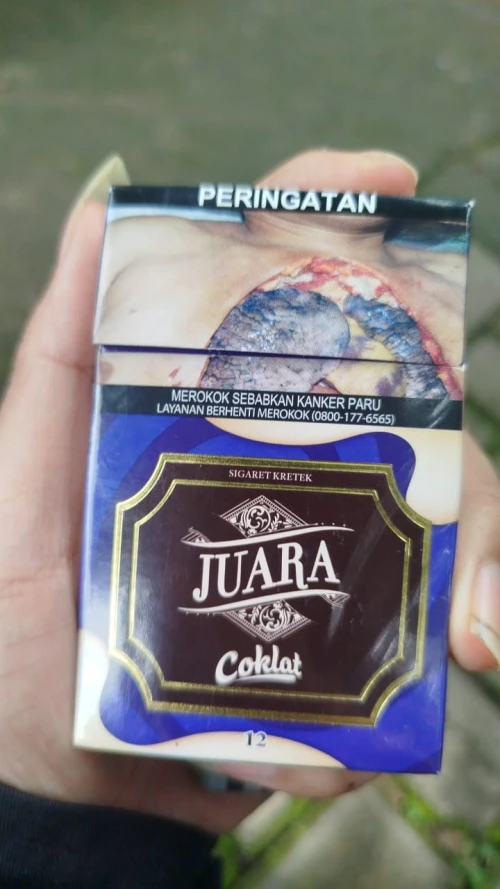 PERINGATAN
MEROKOK SEBABKAN KANKER PARU
LAYANAN BERHENTI MEROKOK (0800-177-6565)
SIGARET KRETEK
JUARA
Coklat
12